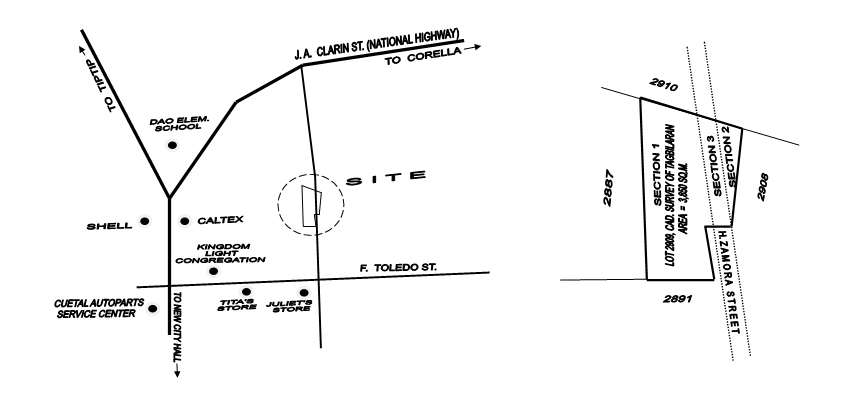 J. A. CLARIN ST. (NATIONAL HIGHWAY)
TO CORELLA
TO TIPTIP
DAO ELEM.
SCHOOL
SITE
SHELL
CALTEX
KINGDOM
LIGHT
CONGREGATION
F. TOLEDO ST.
CUETAL AUTOPARTS
SERVICE CENTER
TITA'S
STORE
JULIET'S
STORE
TO NEW CITY HALL
2910
2887
SECTION 1
LOT 2909, CAD. SURVEY OF TAGBILARAN
AREA = 3,650 SQ.M.
SECTION 3
SECTION 2
2908
H. ZAMORA STREET
2891